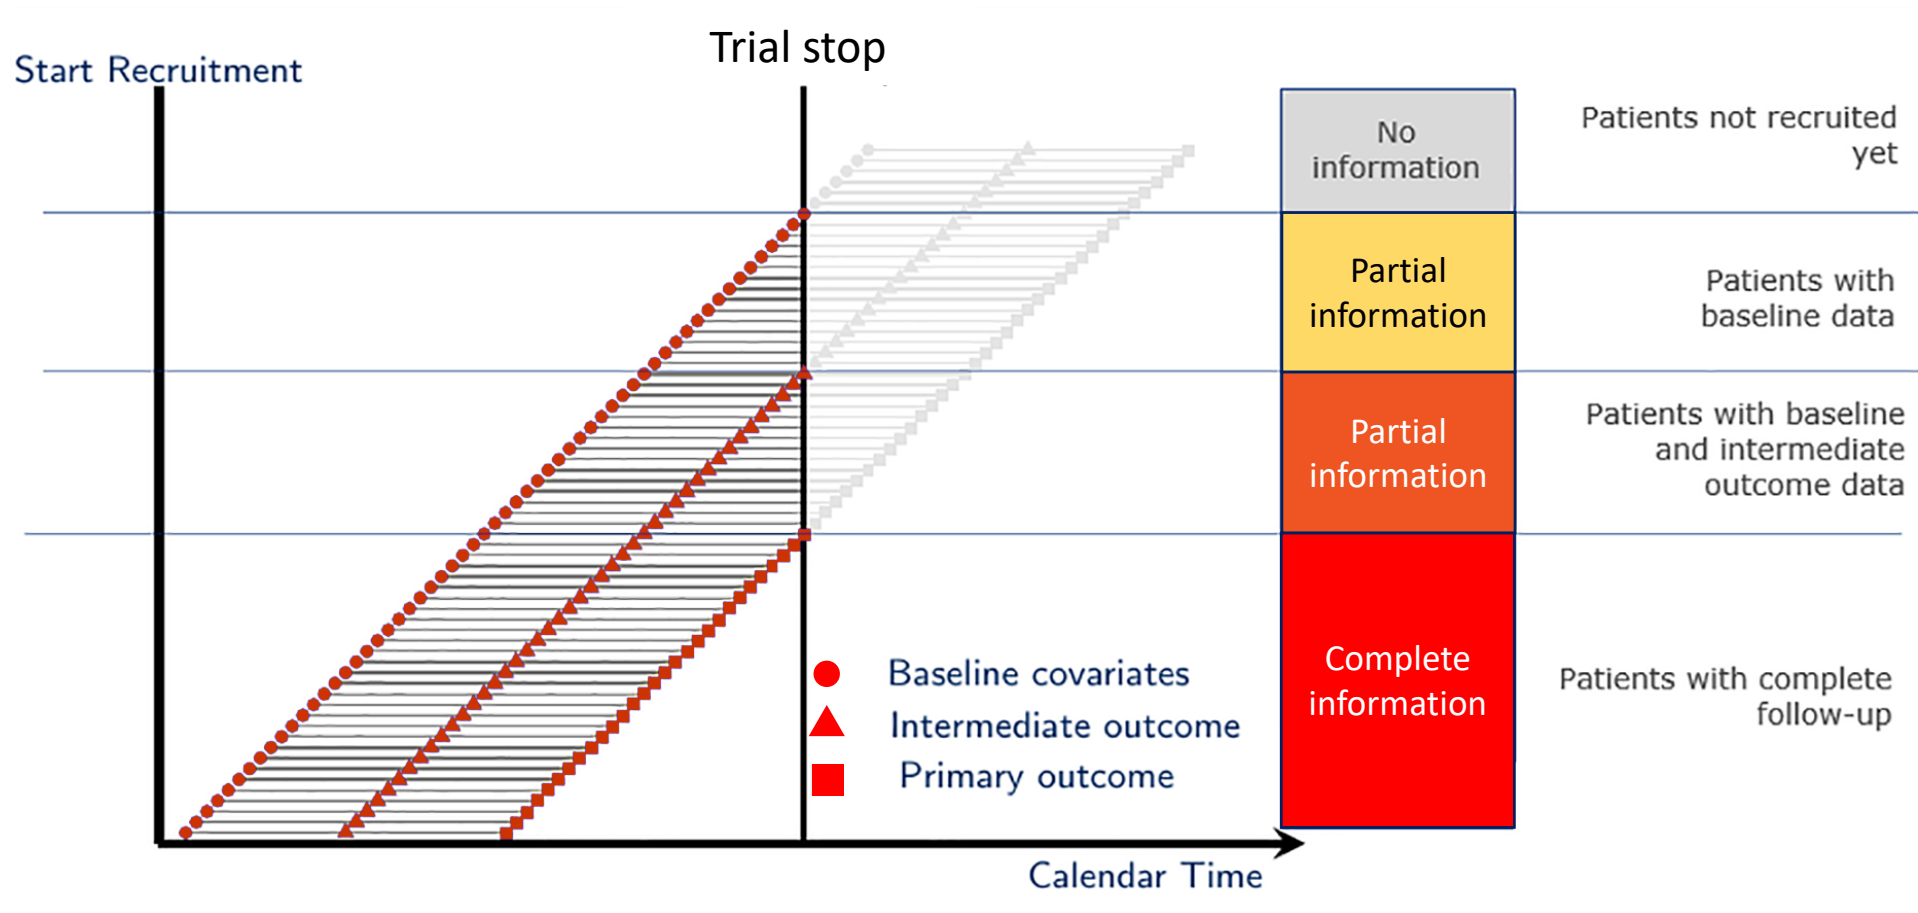 Trial stop
Start Recruitment
No
information
Patients not recruited
yet
Partial
information
Patients with
baseline data
Partial
information
Patients with baseline
and intermediate
outcome data
Complete
information
Patients with complete
follow-up
Baseline covariates
Intermediate outcome
Primary outcome
Calendar Time